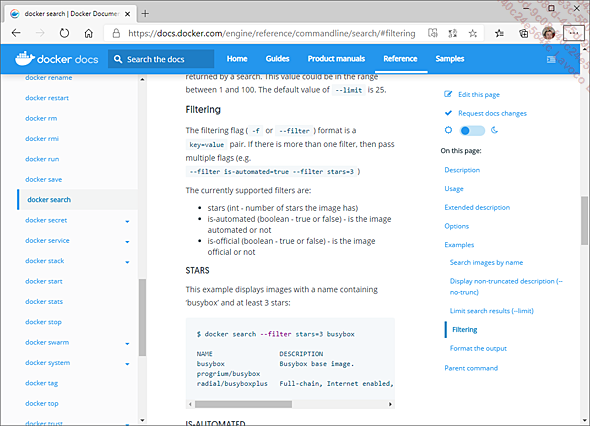 docker search | Docker Documen
https://docs.docker.com/engine/reference/commandline/search/#filtering
docker docs
Search the docs
Home
Guides
Product manuals
Reference
Samples
docker rename
docker restart
docker rm
docker rmi
docker run
docker save
docker search
docker secret
docker service
docker stack
docker start
docker stats
docker stop
docker swarm
docker system
docker tag
docker top
docker trust
returned by a search. This value could be in the range
between 1 and 100. The default value of --limit is 25.
Filtering
The filtering flag ( -f or --filter ) format is a
key=value pair. If there is more than one filter, then pass
multiple flags (e.g.
--filter is-automated=true --filter stars=3 )
The currently supported filters are:
• stars (int - number of stars the image has)
• is-automated (boolean - true or false) - is the image
automated or not
• is-official (boolean - true or false) - is the image
official or not
STARS
This example displays images with a name containing
‘busybox’ and at least 3 stars:
$ docker search --filter stars=3 busybox
NAME DESCRIPTION
busybox Busybox base image.
progrium/busybox
radial/busyboxplus Full-chain, Internet enabled,
IS-AUTOMATED
Edit this page
Request docs changes
On this page:
Description
Usage
Extended description
Options
Examples
Search images by name
Display non-truncated description (--
no-trunc)
Limit search results (--limit)
Filtering
Format the output
Parent command